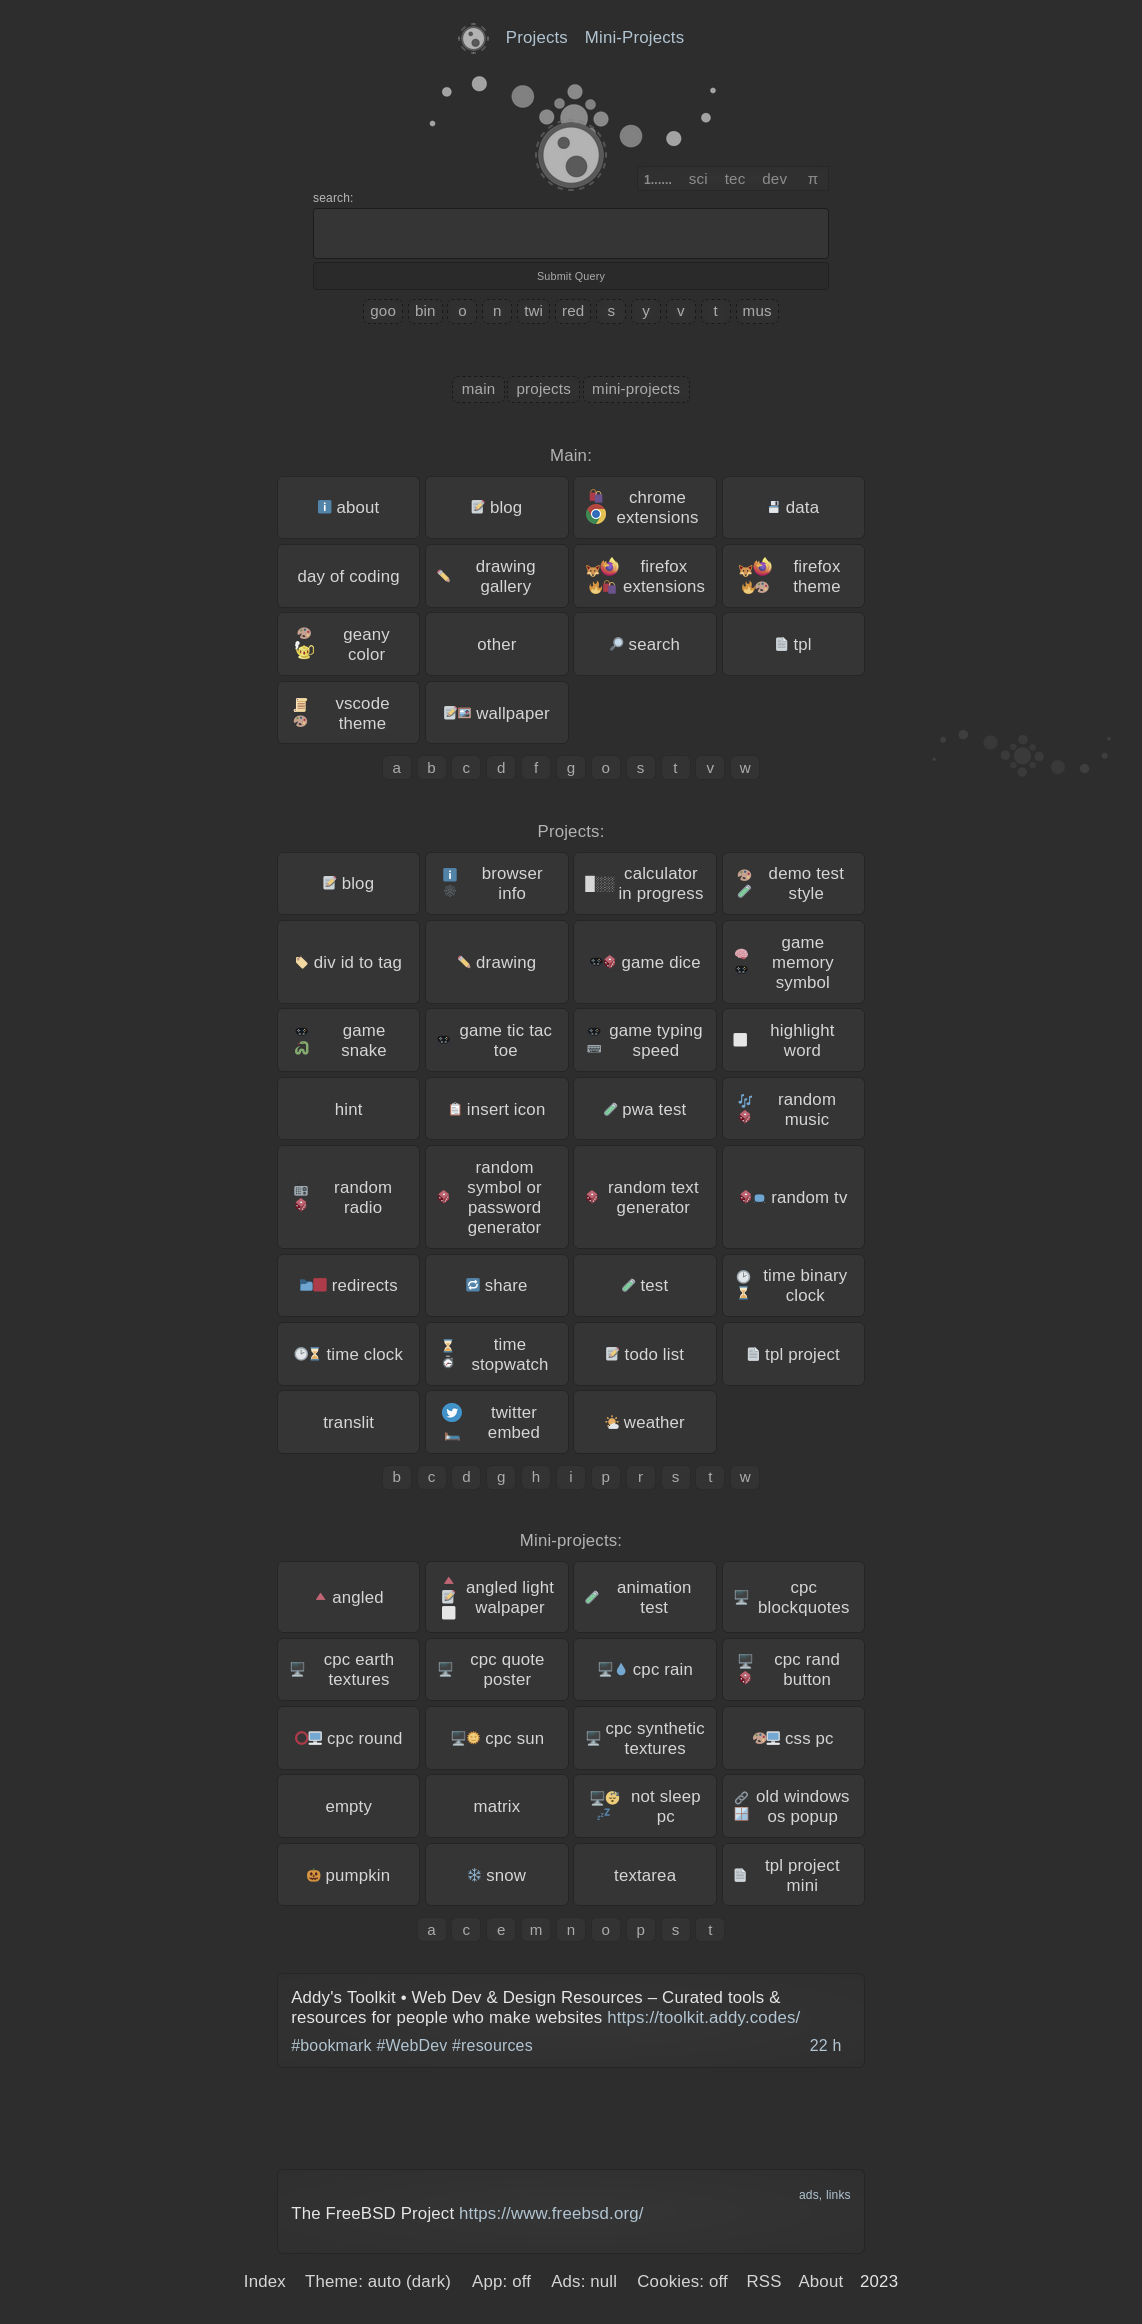 Projects Mini-Projects
1...... sci tec dev π
search:
Submit Query
goo bin o n twi red s y v t mus
main projects mini-projects
Main:
about blog chrome extensions data
day of coding drawing gallery firefox extensions firefox theme
geany color other search tpl
vscode theme wallpaper
a b c d f g o s t v w
Projects:
blog browser info calculator in progress demo test style
div id to tag drawing game dice game memory symbol
game snake game tic tac toe game typing speed highlight word
hint insert icon pwa test random music
random radio random symbol or password generator random text generator random tv
redirects share test time binary clock
time clock time stopwatch todo list tpl project
translit twitter embed weather
b c d g h i p r s t w
Mini-projects:
angled angled light walpaper animation test cpc blockquotes
cpc earth textures cpc quote poster cpc rain cpc rand button
cpc round cpc sun cpc synthetic textures css pc
empty matrix not sleep pc old windows os popup
pumpkin snow textarea tpl project mini
a c e m n o p s t
Addy's Toolkit • Web Dev & Design Resources – Curated tools &
resources for people who make websites https://toolkit.addy.codes/
#bookmark #WebDev #resources 22 h
ads, links
The FreeBSD Project https://www.freebsd.org/
Index Theme: auto (dark) App: off Ads: null Cookies: off RSS About 2023